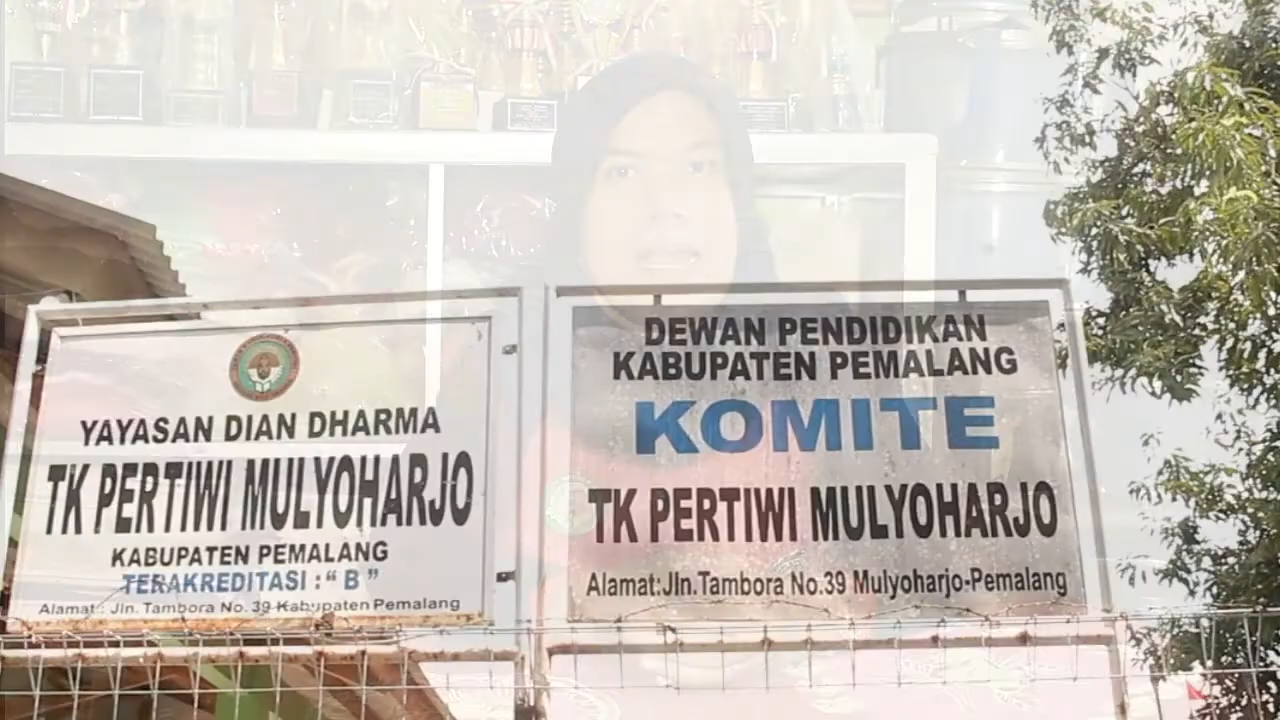 YAYASAN DIAN DHARMA
TK PERTIWI MULYOHARJO
KABUPATEN PEMALANG
TERAKREDITASI : “ B ”
Alamat : Jln. Tambora No. 39 Kabupaten Pemalang
DEWAN PENDIDIKAN
KABUPATEN PEMALANG
KOMITE
TK PERTIWI MULYOHARJO
Alamat:Jln.Tambora No.39 Mulyoharjo-Pemalang